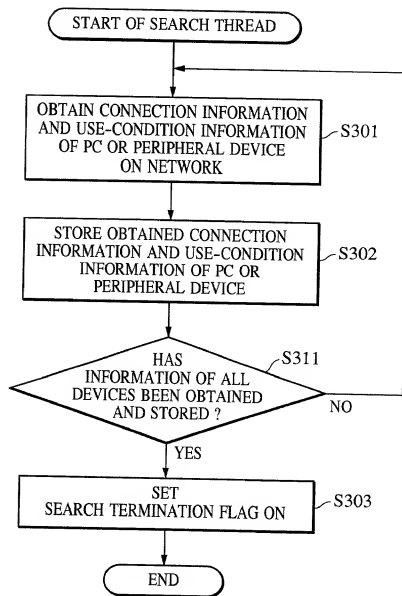 START OF SEARCH THREAD
OBTAIN CONNECTION INFORMATION
AND USE-CONDITION INFORMATION
OF PC OR PERIPHERAL DEVICE
ON NETWORK
S301
STORE OBTAINED CONNECTION
INFORMATION AND USE-CONDITION
INFORMATION OF PC OR
PERIPHERAL DEVICE
S302
HAS
INFORMATION OF ALL
DEVICES BEEN OBTAINED
AND STORED ?
S311
NO
YES
SET
SEARCH TERMINATION FLAG ON
S303
END